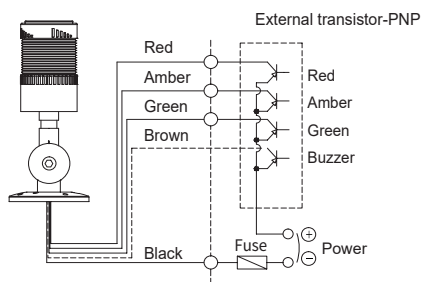 External transistor-PNP
Red
Red
Amber
Amber
Green
Green
Brown
Buzzer
Black
Fuse
+
Power
−